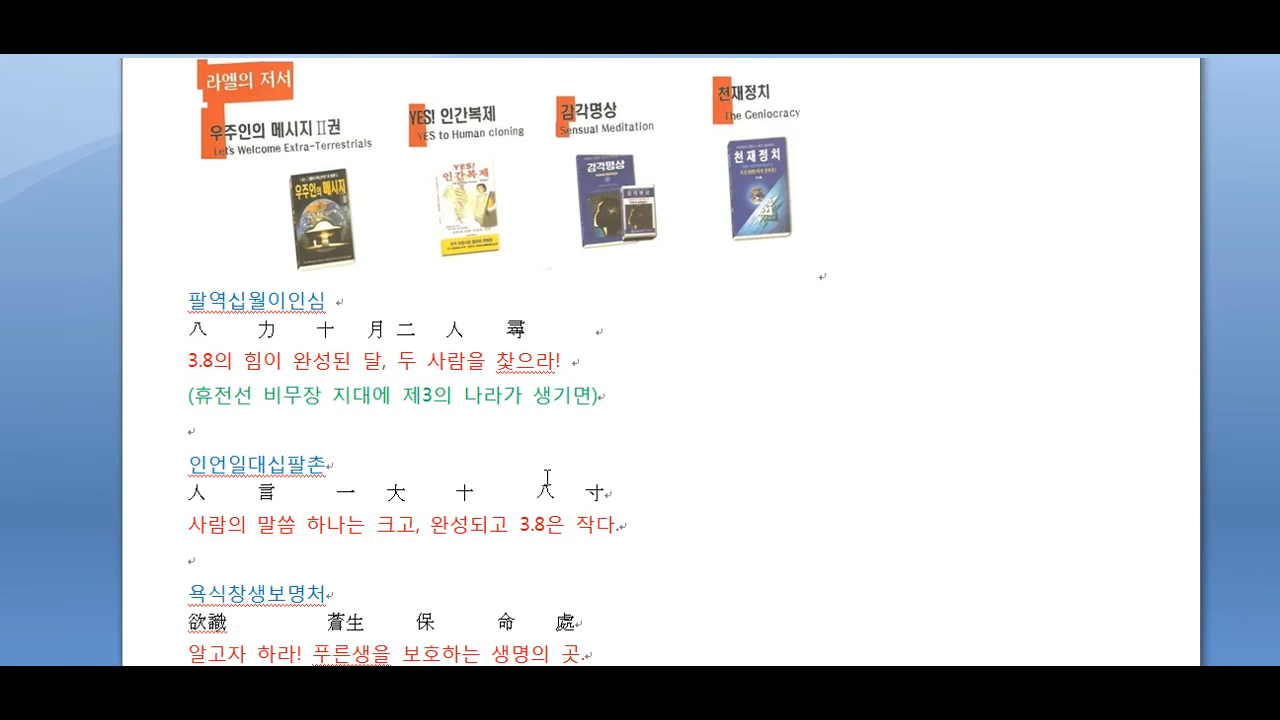 라엘의 저서
우주인의 메시지 II권
Let's Welcome Extra-Terrestrials
YES! 인간복제
YES to Human cloning
감각명상
Sensual Meditation
천재정치
The Geniocracy
우주인의 메시지
YES!
인간복제
감각명상
감각명상
천재정치
팔역십월이인심
八 力 十 月 二 人 尋
3.8의 힘이 완성된 달, 두 사람을 찾으라!
(휴전선 비무장 지대에 제3의 나라가 생기면)
인언일대십팔촌
人 言 一 大 十 八 寸
사람의 말씀 하나는 크고, 완성되고 3.8은 작다.
욕식창생보명처
欲識 蒼生 保 命 處
알고자 하라! 푸른생을 보호하는 생명의 곳.